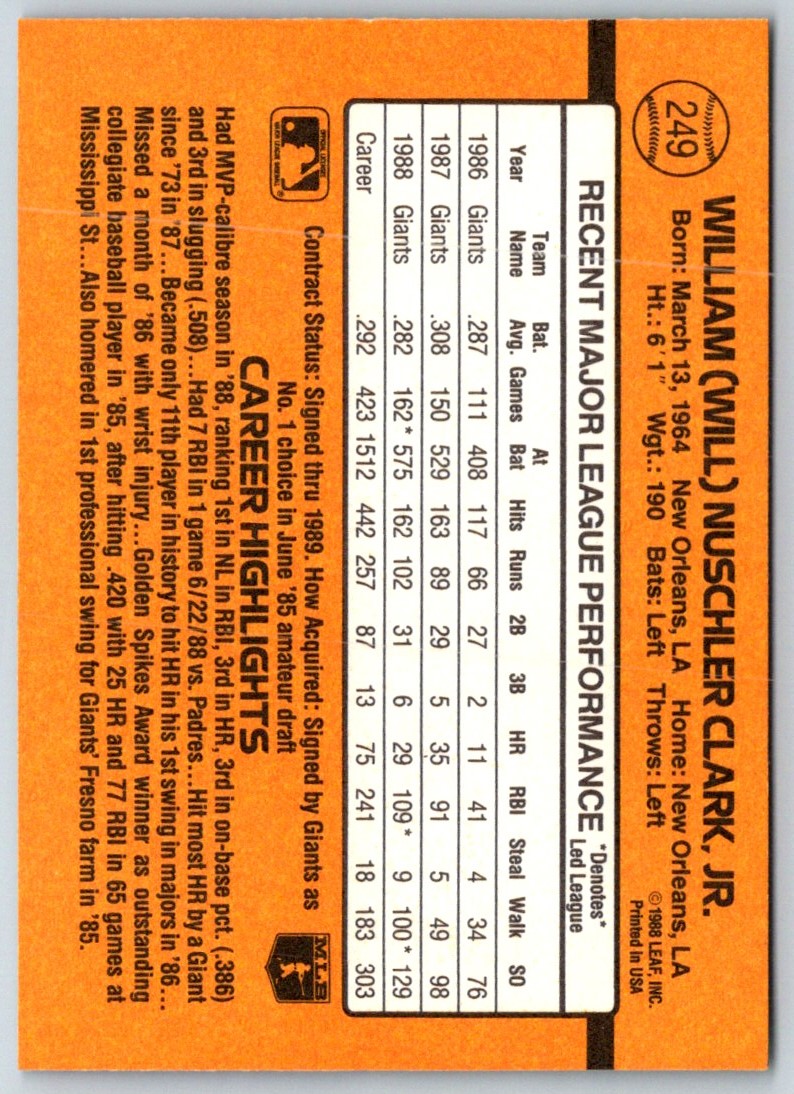 249
WILLIAM (WILL) NUSCHLER CLARK, JR.
Born: March 13, 1964 New Orleans, LA Home: New Orleans, LA
Ht.: 6'1" Wgt.: 190 Bats: Left Throws: Left
© 1988 LEAF, INC.
Printed in USA
RECENT MAJOR LEAGUE PERFORMANCE *Denotes* Led League
Year Team Name Bat. Avg. Games At Bat Hits Runs 2B 3B HR RBI Steal Walk SO
1986 Giants .287 111 408 117 66 27 2 11 41 4 34 76
1987 Giants .308 150 529 163 89 29 5 35 91 5 49 98
1988 Giants .282 162* 575 162 102 31 6 29 109* 9 100* 129
Career .292 423 1512 442 257 87 13 75 241 18 183 303
OFFICIAL LICENSEE
MAJOR LEAGUE BASEBALL
®
Contract Status: Signed thru 1989. How Acquired: Signed by Giants as
No. 1 choice in June '85 amateur draft
MLB
CAREER HIGHLIGHTS
Had MVP-calibre season in '88, ranking 1st in NL in RBI, 3rd in HR, 3rd in on-base pct. (.386)
and 3rd in slugging (.508)...Had 7 RBI in 1 game 6/22/88 vs. Padres...Hit most HR by a Giant
since '73 in '87...Became only 11th player in history to hit HR in his 1st swing in majors in '86...
Missed a month of '86 with wrist injury...Golden Spikes Award winner as outstanding
collegiate baseball player in '85, after hitting .420 with 25 HR and 77 RBI in 65 games at
Mississippi St...Also homered in 1st professional swing for Giants' Fresno farm in '85.